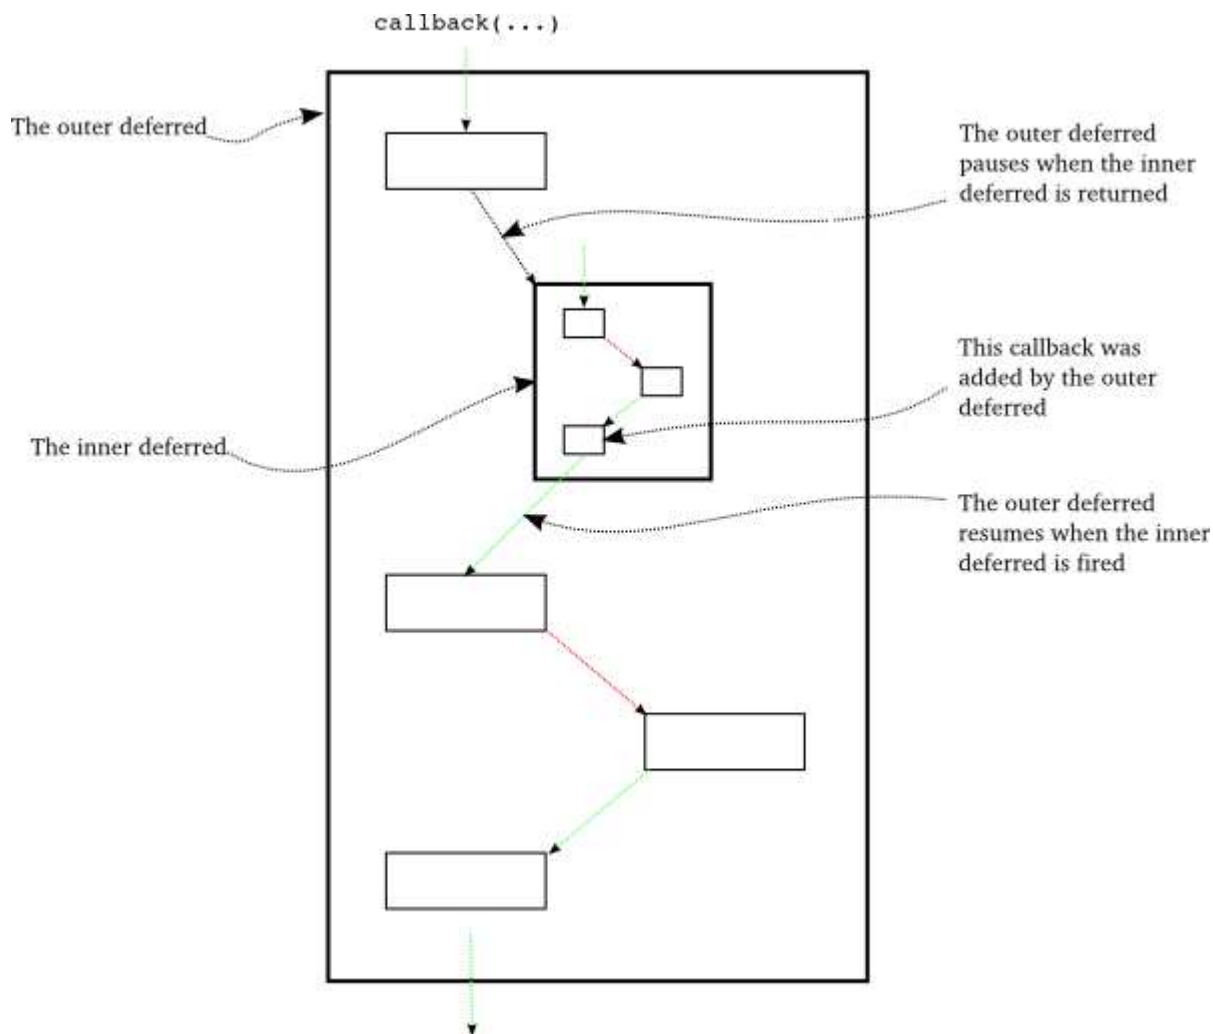 callback(...)
The outer deferred
The outer deferred
pauses when the inner
deferred is returned
This callback was
added by the outer
deferred
The inner deferred
The outer deferred
resumes when the inner
deferred is fired